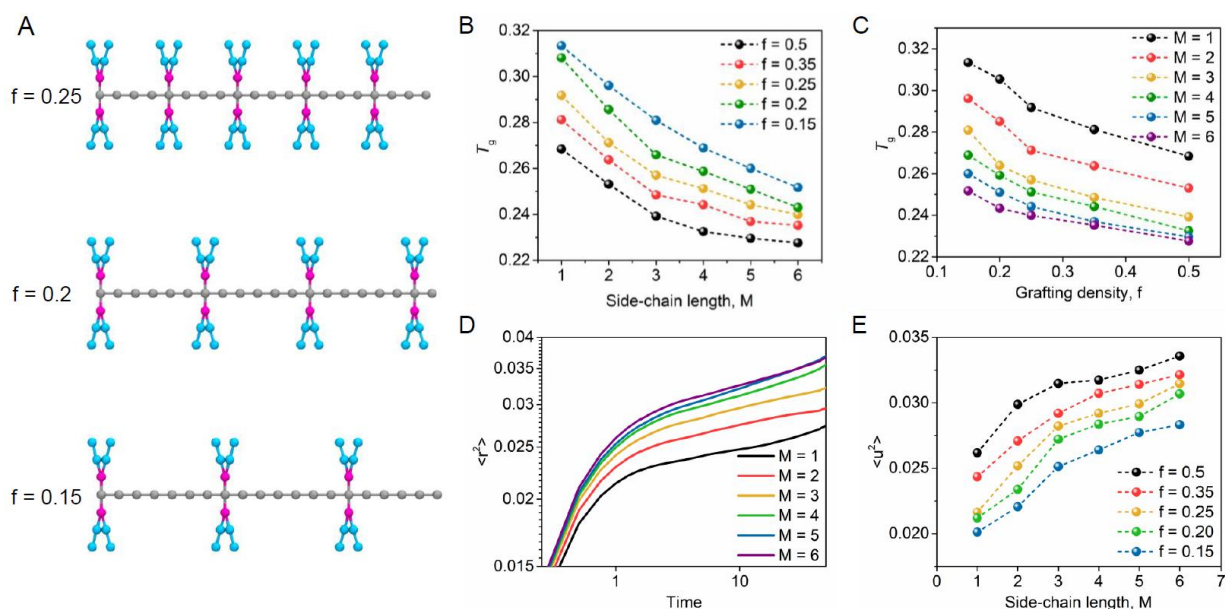 A
f = 0.25
f = 0.2
f = 0.15
B
0.32
0.30
0.28
0.26
0.24
0.22
Tg
1 2 3 4 5 6
Side-chain length, M
f = 0.5
f = 0.35
f = 0.25
f = 0.2
f = 0.15
C
0.32
0.30
0.28
0.26
0.24
0.22
Tg
0.1 0.2 0.3 0.4 0.5
Grafting density, f
M = 1
M = 2
M = 3
M = 4
M = 5
M = 6
D
0.04
0.035
0.03
0.025
0.02
0.015
<r²>
1 10
Time
M = 1
M = 2
M = 3
M = 4
M = 5
M = 6
E
0.035
0.030
0.025
0.020
<u²>
0 1 2 3 4 5 6 7
Side-chain length, M
f = 0.5
f = 0.35
f = 0.25
f = 0.20
f = 0.15